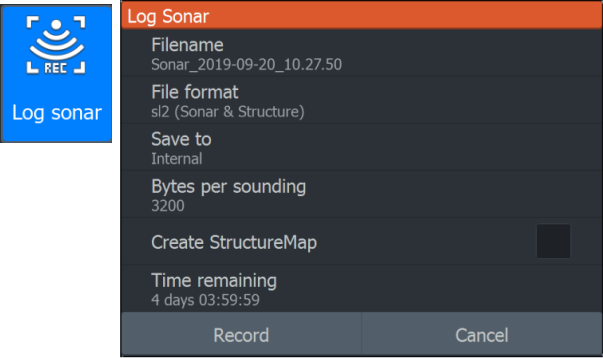 REC
Log sonar
Log Sonar
Filename
Sonar_2019-09-20_10.27.50
File format
sl2 (Sonar & Structure)
Save to
Internal
Bytes per sounding
3200
Create StructureMap
Time remaining
4 days 03:59:59
Record Cancel